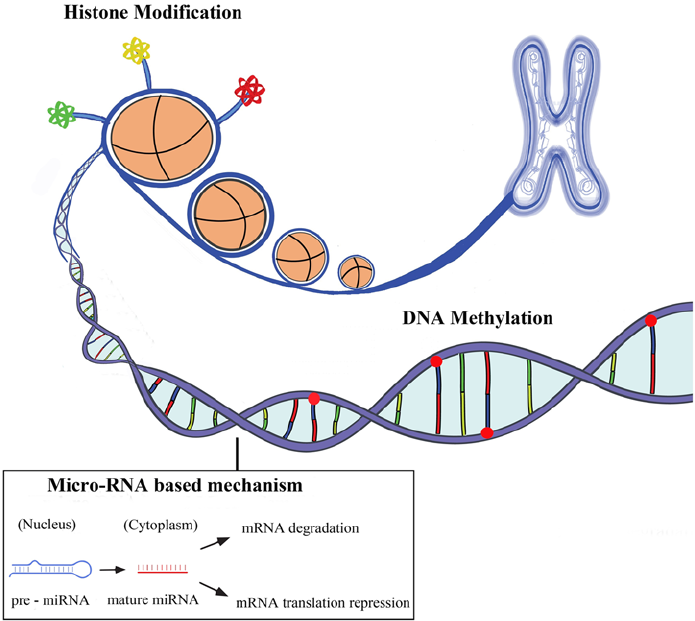 Histone Modification
DNA Methylation
Micro-RNA based mechanism
(Nucleus)
(Cytoplasm)
mRNA degradation
pre - miRNA
mature miRNA
mRNA translation repression